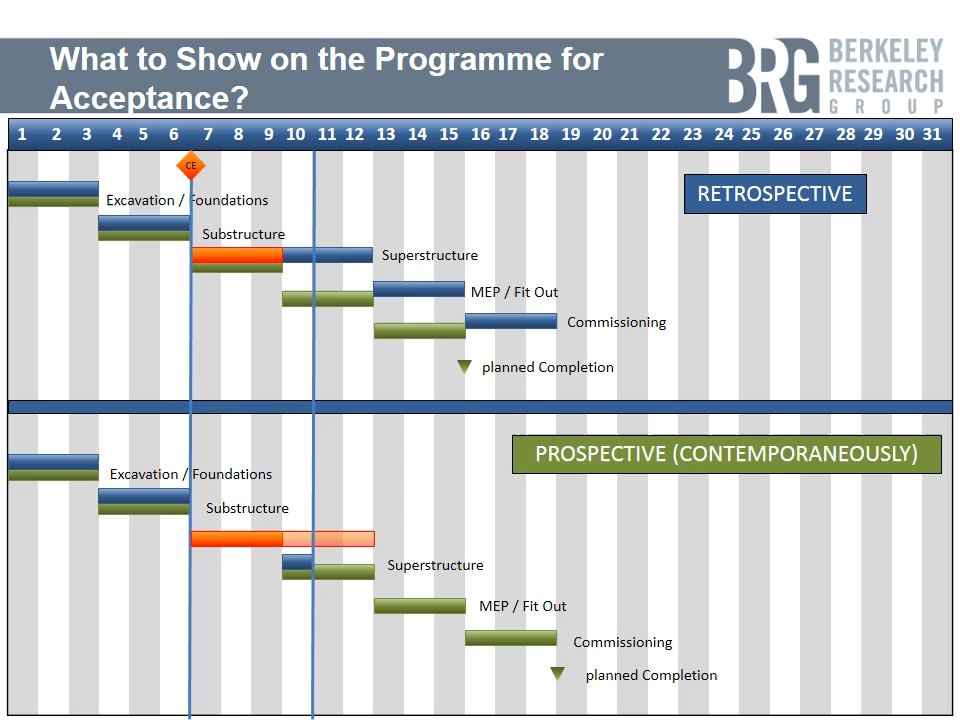 What to Show on the Programme for
Acceptance?
BRG BERKELEY
RESEARCH
GROUP
1 2 3 4 5 6 7 8 9 10 11 12 13 14 15 16 17 18 19 20 21 22 23 24 25 26 27 28 29 30 31
CE
RETROSPECTIVE
Excavation / Foundations
Substructure
Superstructure
MEP / Fit Out
Commissioning
planned Completion
PROSPECTIVE (CONTEMPORANEOUSLY)
Excavation / Foundations
Substructure
Superstructure
MEP / Fit Out
Commissioning
planned Completion